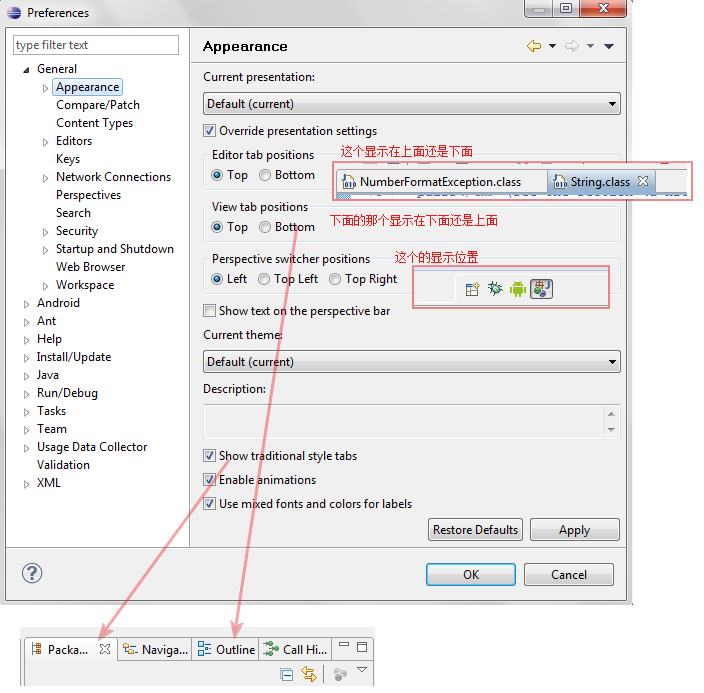 Preferences
type filter text
General
Appearance
Compare/Patch
Content Types
Editors
Keys
Network Connections
Perspectives
Search
Security
Startup and Shutdown
Web Browser
Workspace
Android
Ant
Help
Install/Update
Java
Run/Debug
Tasks
Team
Usage Data Collector
Validation
XML
Appearance
Current presentation:
Default (current)
Override presentation settings
Editor tab positions
这个显示在上面还是下面
Top Bottom
NumberFormatException.class String.class
View tab positions
Top Bottom
下面的那个显示在下面还是上面
Perspective switcher positions
这个的显示位置
Left Top Left Top Right
Show text on the perspective bar
Current theme:
Default (current)
Description:
Show traditional style tabs
Enable animations
Use mixed fonts and colors for labels
Restore Defaults Apply
OK Cancel
Packa... Naviga... Outline Call Hi...